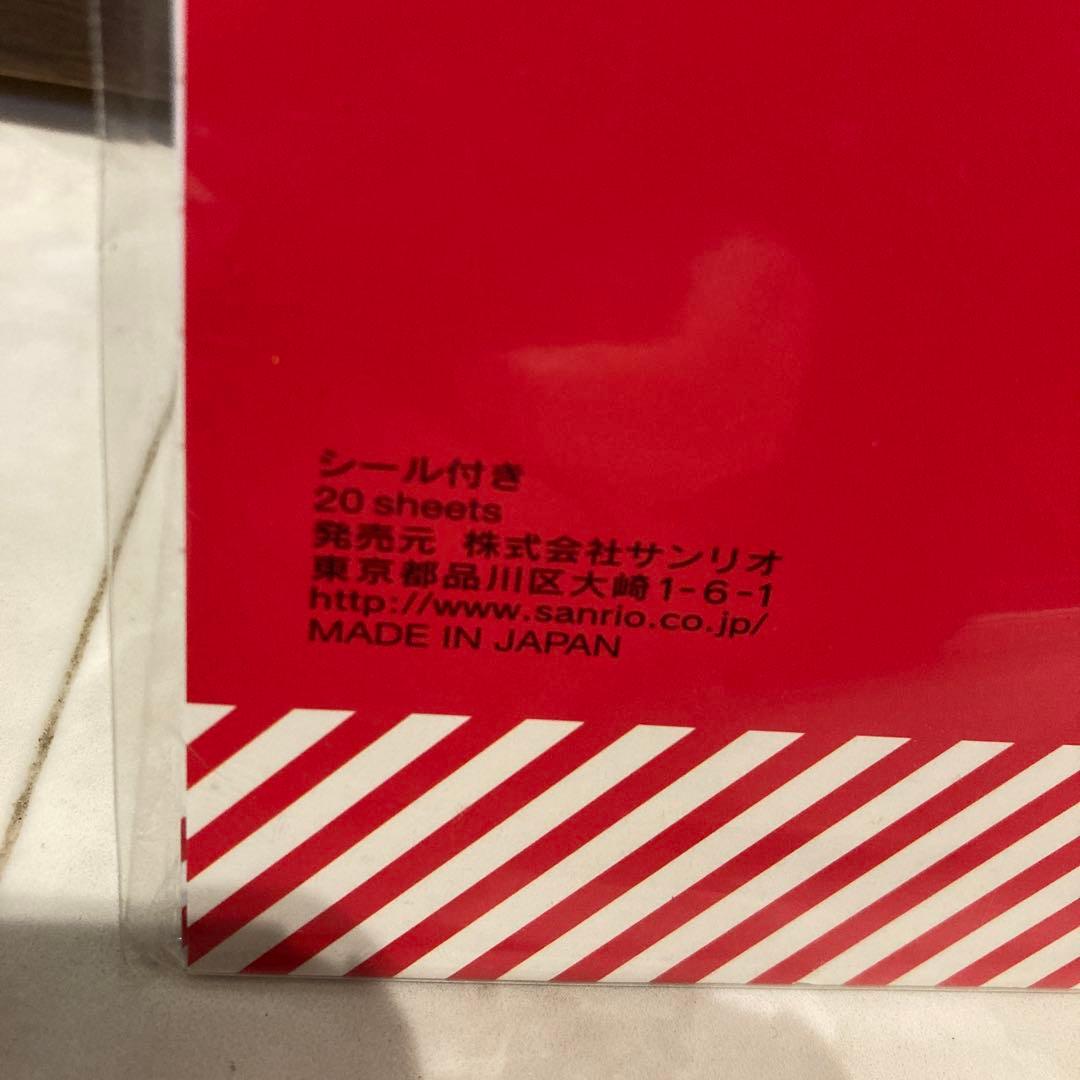 シール付き
20 sheets
発売元 株式会社サンリオ
東京都品川区大崎1-6-1
http://www.sanrio.co.jp/
MADE IN JAPAN